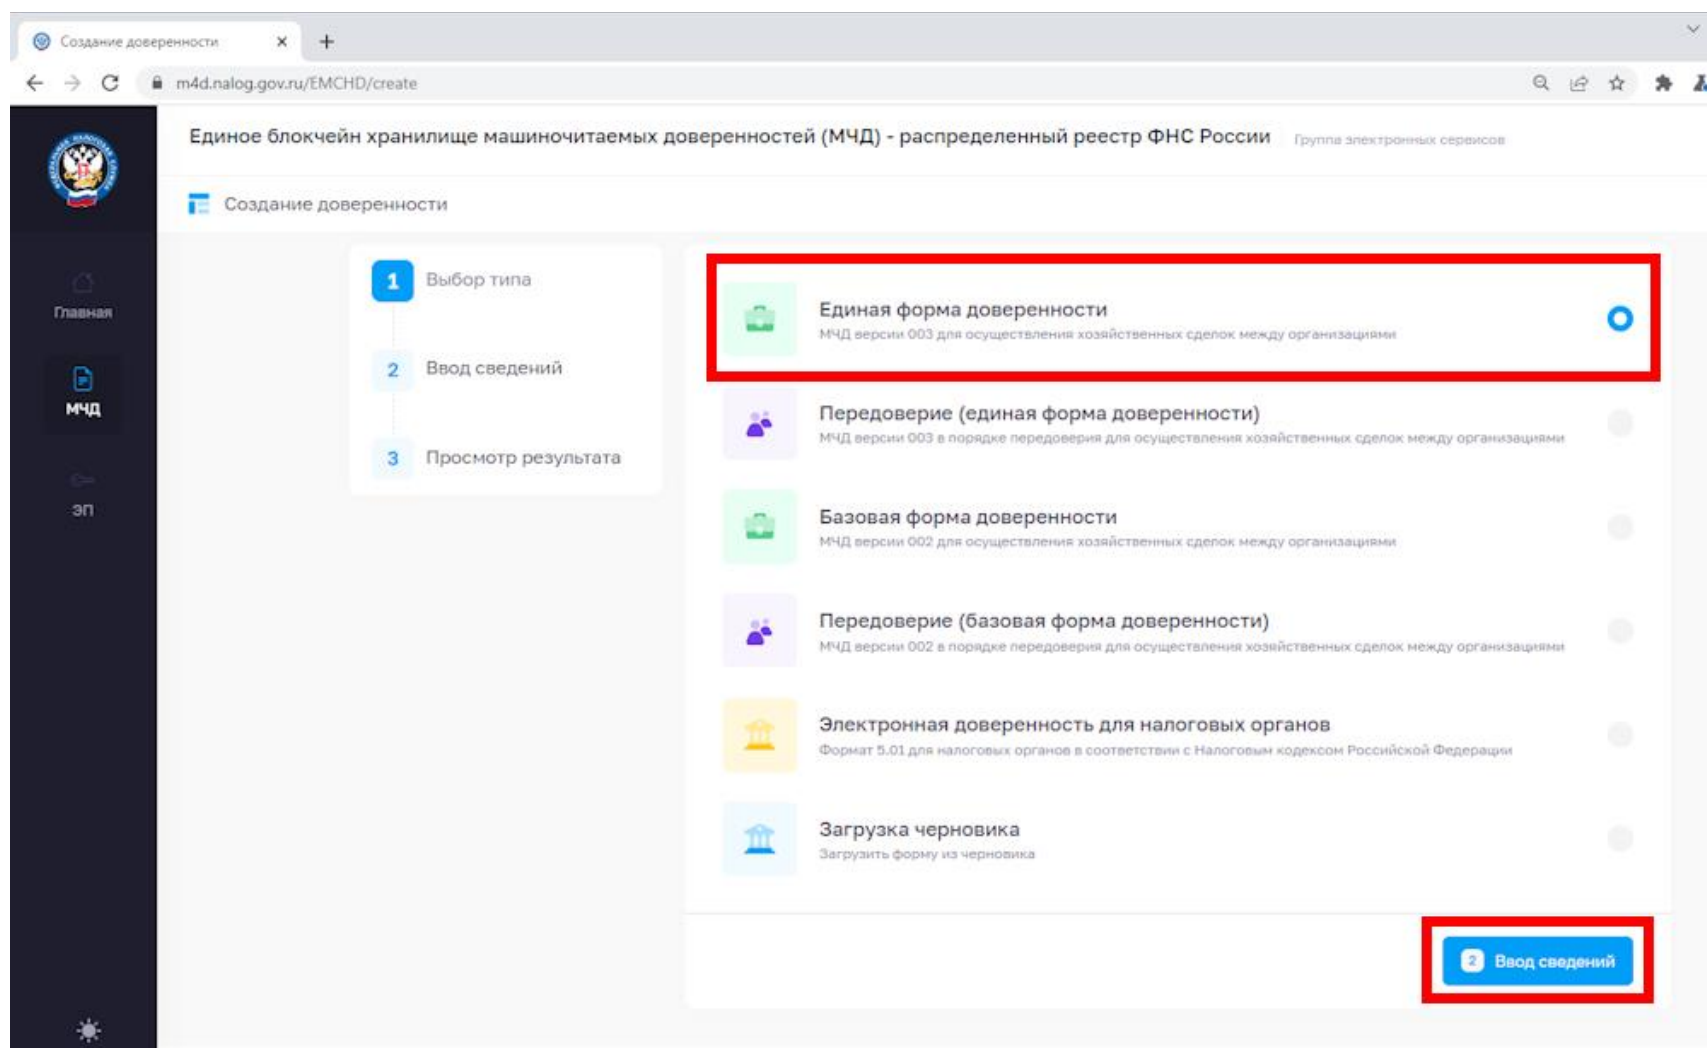 Создание доверенности
m4d.nalog.gov.ru/EMCHD/create
Единое блокчейн хранилище машиночитаемых доверенностей (МЧД) - распределенный реестр ФНС России
Группа электронных сервисов
Создание доверенности
Главная
МЧД
ЭП
1 Выбор типа
2 Ввод сведений
3 Просмотр результата
Единая форма доверенности
МЧД версии 003 для осуществления хозяйственных сделок между организациями
Передоверие (единая форма доверенности)
МЧД версии 003 в порядке передоверия для осуществления хозяйственных сделок между организациями
Базовая форма доверенности
МЧД версии 002 для осуществления хозяйственных сделок между организациями
Передоверие (базовая форма доверенности)
МЧД версии 002 в порядке передоверия для осуществления хозяйственных сделок между организациями
Электронная доверенность для налоговых органов
Формат 5.01 для налоговых органов в соответствии с Налоговым кодексом Российской Федерации
Загрузка черновика
Загрузить форму из черновика
2 Ввод сведений